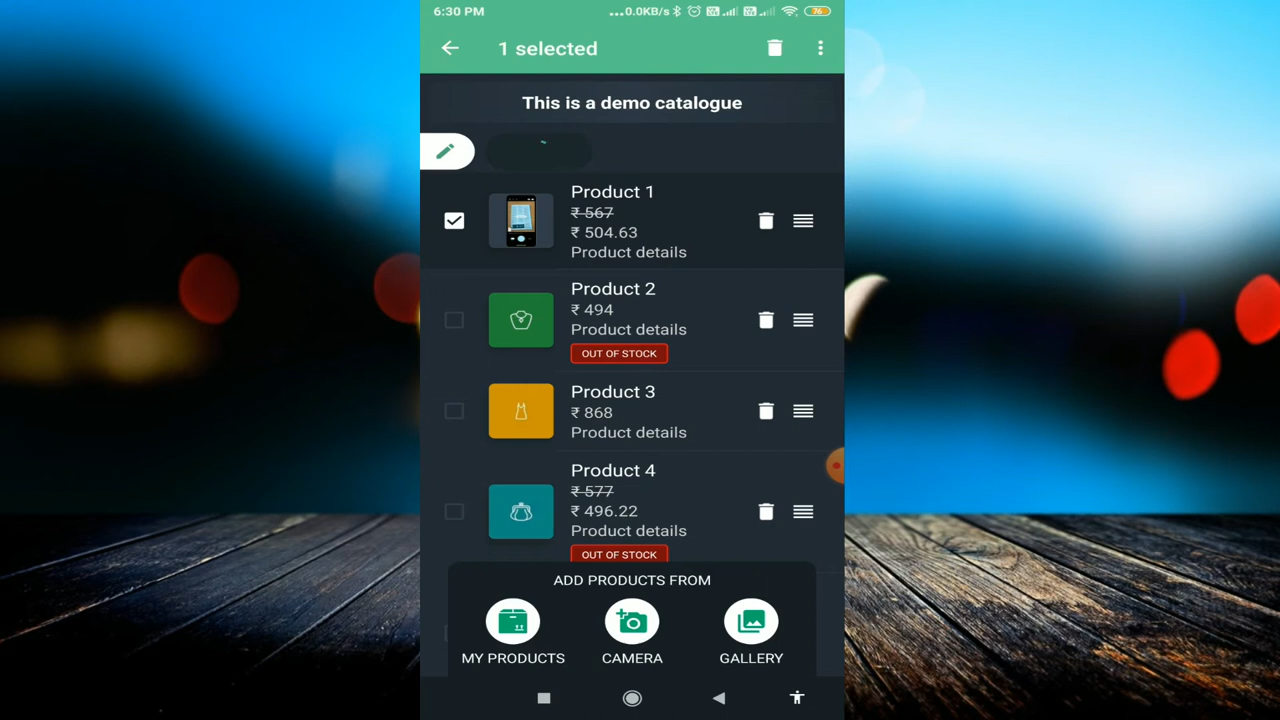 6:30 PM
...0.0KB/s
76
1 selected
This is a demo catalogue
Product 1
₹ 567
₹ 504.63
Product details
Product 2
₹ 494
Product details
OUT OF STOCK
Product 3
₹ 868
Product details
Product 4
₹ 577
₹ 496.22
Product details
OUT OF STOCK
ADD PRODUCTS FROM
MY PRODUCTS
CAMERA
GALLERY